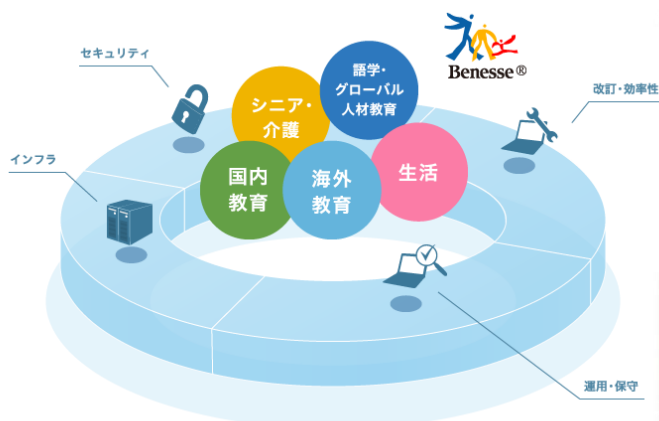 Benesse®
セキュリティ
語学・
グローバル
人材教育
改訂・効率性
シニア・
介護
インフラ
国内
教育
海外
教育
生活
運用・保守